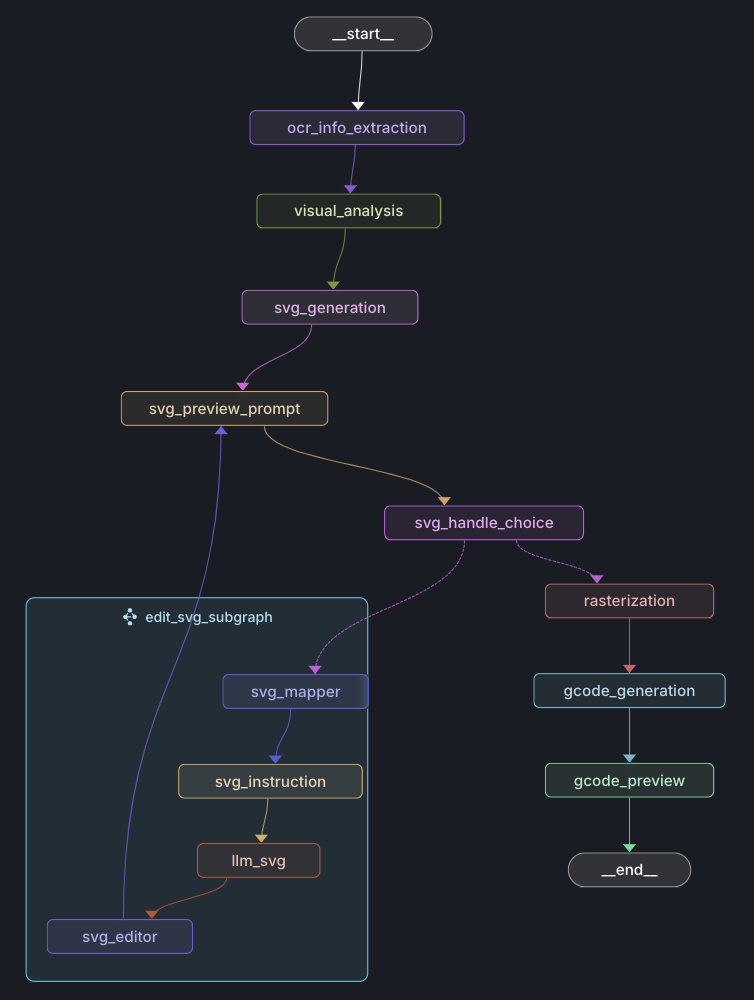 __start__
ocr_info_extraction
visual_analysis
svg_generation
svg_preview_prompt
svg_handle_choice
rasterization
edit_svg_subgraph
svg_mapper
gcode_generation
svg_instruction
gcode_preview
llm_svg
__end__
svg_editor